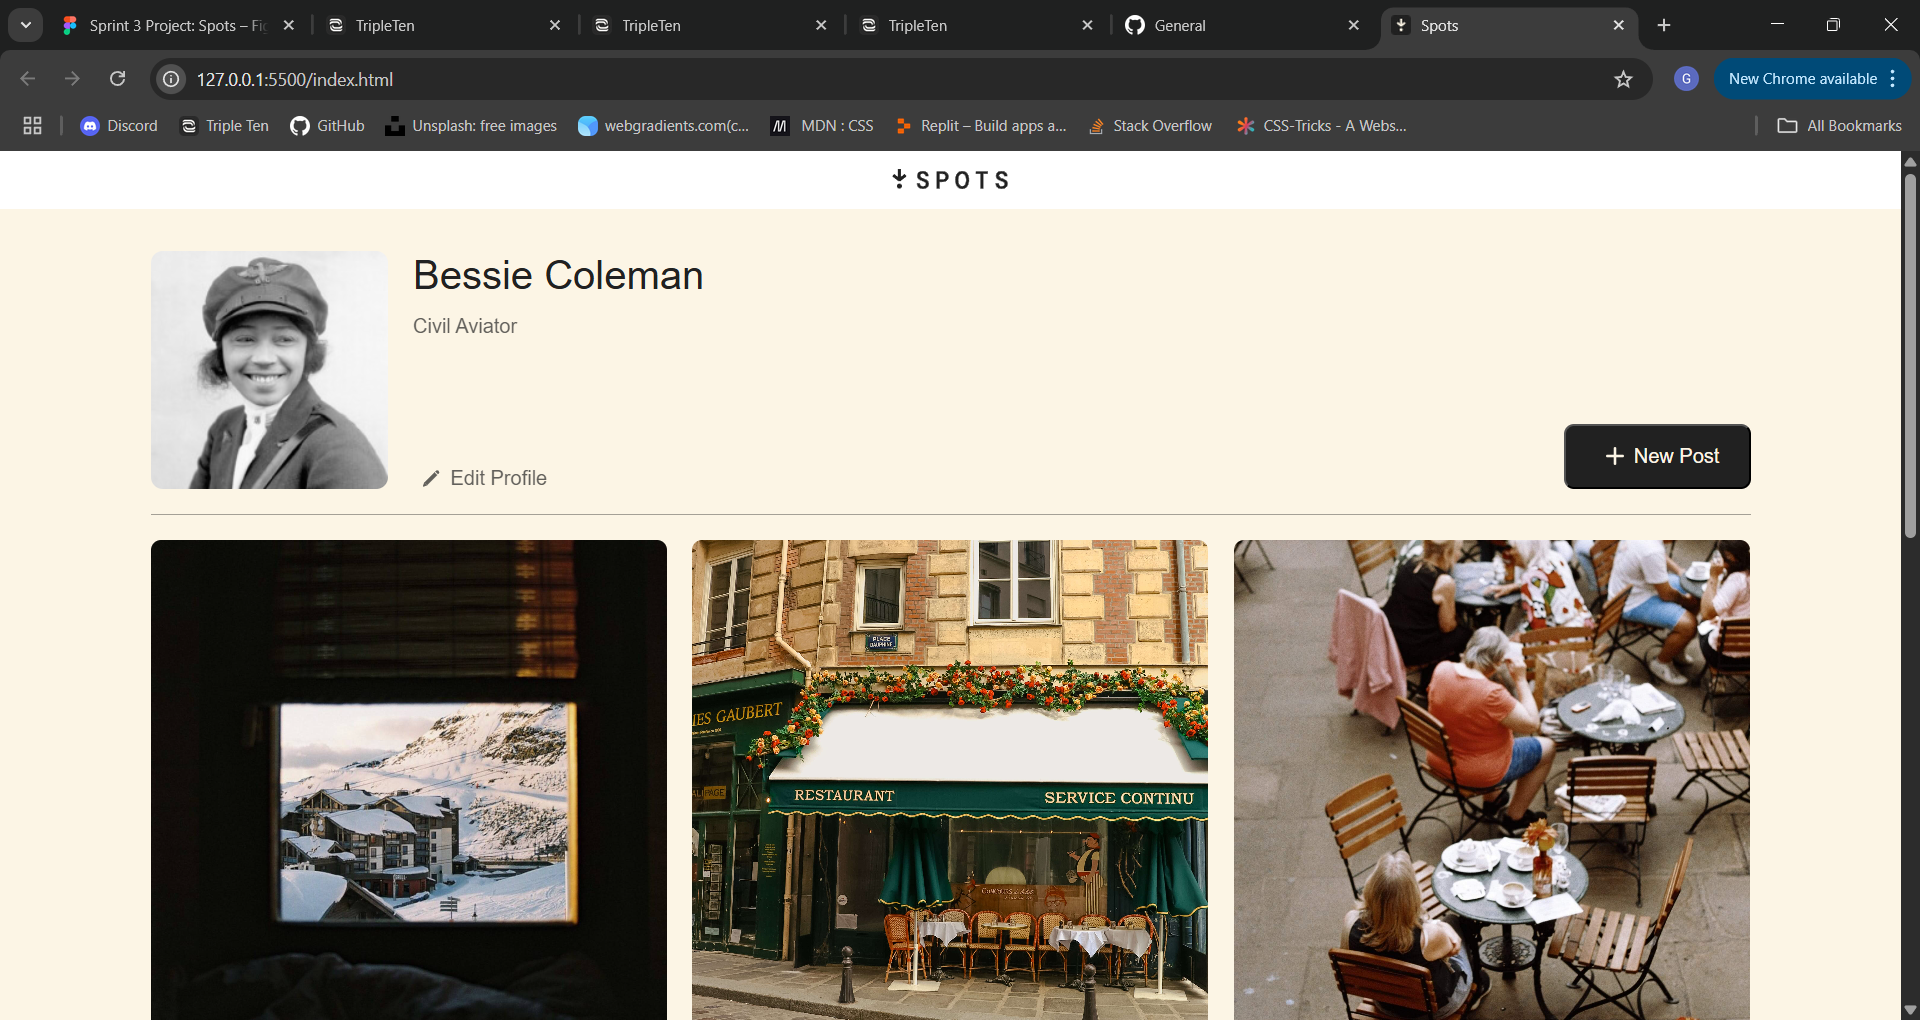 Sprint 3 Project: Spots – Fi
TripleTen
TripleTen
TripleTen
General
Spots
127.0.0.1:5500/index.html
G
New Chrome available
Discord
Triple Ten
GitHub
Unsplash: free images
webgradients.com(c...
MDN : CSS
Replit – Build apps a...
Stack Overflow
CSS-Tricks - A Webs...
All Bookmarks
SPOTS
Bessie Coleman
Civil Aviator
Edit Profile
New Post
PLACE
DAUPHINE
IES GAUBERT
RESTAURANT
SERVICE CONTINU